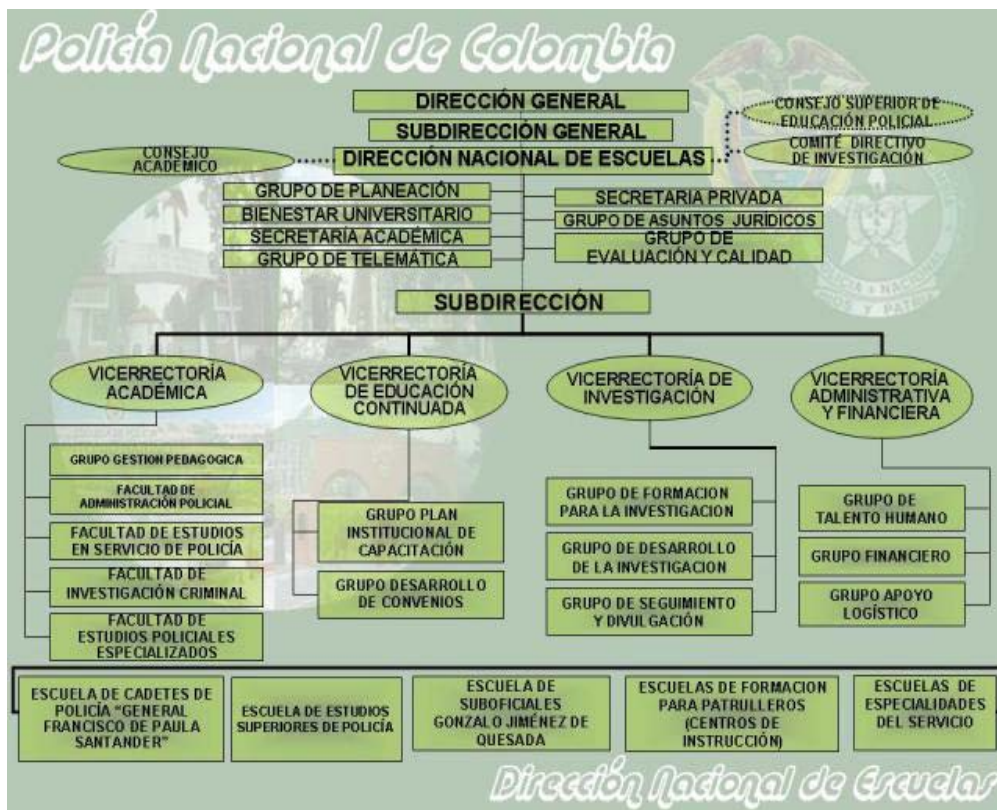 Policía Nacional de Colombia
DIRECCIÓN GENERAL
SUBDIRECCIÓN GENERAL
DIRECCIÓN NACIONAL DE ESCUELAS
CONSEJO
ACADÉMICO
CONSEJO SUPERIOR DE
EDUCACIÓN POLICIAL
COMITÉ DIRECTIVO
DE INVESTIGACIÓN
GRUPO DE PLANEACIÓN
BIENESTAR UNIVERSITARIO
SECRETARÍA ACADÉMICA
GRUPO DE TELEMÁTICA
SECRETARIA PRIVADA
GRUPO DE ASUNTOS JURÍDICOS
GRUPO DE
EVALUACIÓN Y CALIDAD
SUBDIRECCIÓN
VICERRECTORÍA
ACADÉMICA
VICERRECTORÍA
DE EDUCACIÓN
CONTINUADA
VICERRECTORÍA DE
INVESTIGACIÓN
VICERRECTORÍA
ADMINISTRATIVA
Y FINANCIERA
GRUPO GESTION PEDAGOGICA
FACULTAD DE
ADMINISTRACIÓN POLICIAL
FACULTAD DE ESTUDIOS
EN SERVICIO DE POLICÍA
FACULTAD DE
INVESTIGACIÓN CRIMINAL
FACULTAD DE
ESTUDIOS POLICIALES
ESPECIALIZADOS
GRUPO PLAN
INSTITUCIONAL DE
CAPACITACIÓN
GRUPO DESARROLLO
DE CONVENIOS
GRUPO DE FORMACION
PARA LA INVESTIGACION
GRUPO DE DESARROLLO
DE LA INVESTIGACION
GRUPO DE SEGUIMIENTO
Y DIVULGACIÓN
GRUPO DE
TALENTO HUMANO
GRUPO FINANCIERO
GRUPO APOYO
LOGÍSTICO
ESCUELA DE CADETES DE
POLICÍA "GENERAL
FRANCISCO DE PAULA
SANTANDER"
ESCUELA DE ESTUDIOS
SUPERIORES DE POLICÍA
ESCUELA DE
SUBOFICIALES
GONZALO JIMÉNEZ DE
QUESADA
ESCUELAS DE FORMACION
PARA PATRULLEROS
(CENTROS DE
INSTRUCCIÓN)
ESCUELAS DE
ESPECIALIDADES
DEL SERVICIO
Dirección Nacional de Escuelas